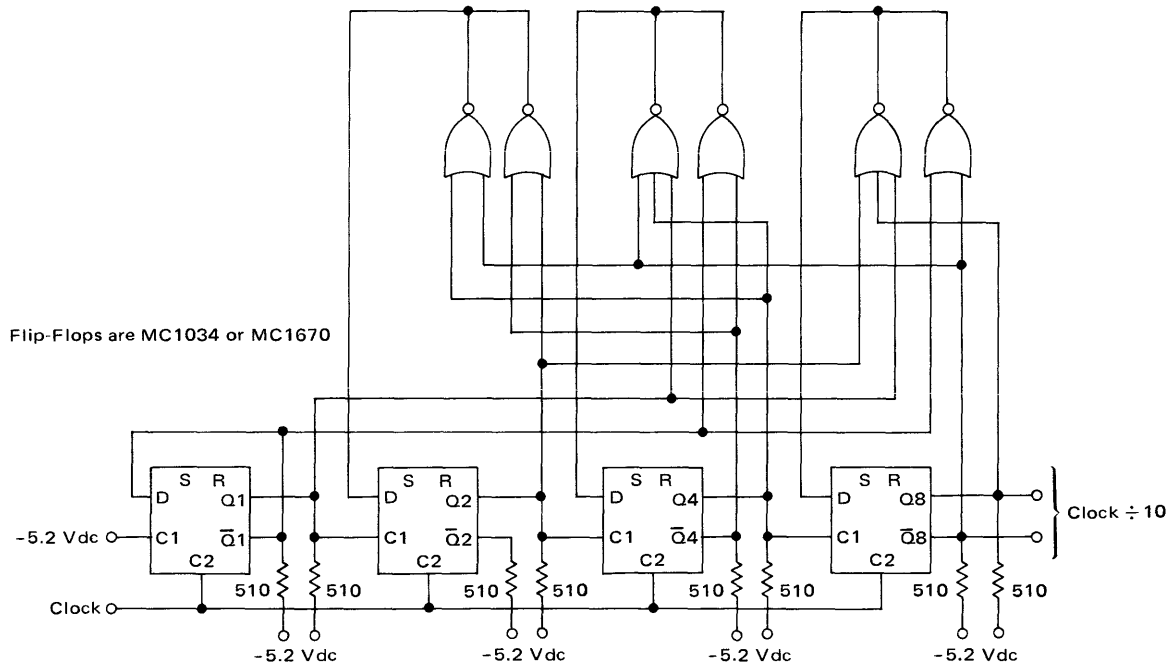 Flip-Flops are MC1034 or MC1670
S R
D Q1
-5.2 Vdc C1 Q̅1
C2
S R
D Q2
C1 Q̅2
C2
S R
D Q4
C1 Q̅4
C2
S R
D Q8
C1 Q̅8
C2
Clock ÷ 10
510 510
510 510
510 510
510 510
Clock
-5.2 Vdc
-5.2 Vdc
-5.2 Vdc
-5.2 Vdc